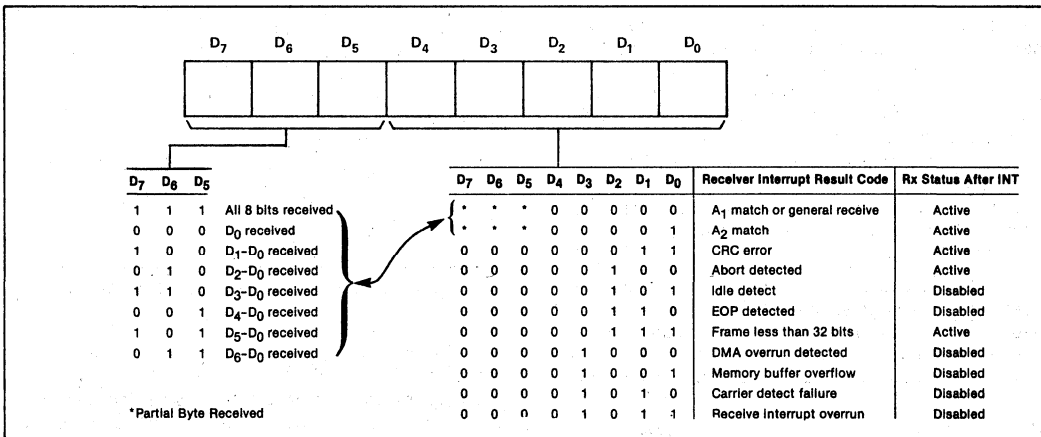 D7 D6 D5 D4 D3 D2 D1 D0
D7 D6 D5
1 1 1 All 8 bits received
0 0 0 D0 received
1 0 0 D1-D0 received
0 1 0 D2-D0 received
1 1 0 D3-D0 received
0 0 1 D4-D0 received
1 0 1 D5-D0 received
0 1 1 D6-D0 received
*Partial Byte Received
D7 D6 D5 D4 D3 D2 D1 D0 Receiver Interrupt Result Code Rx Status After INT
* * * 0 0 0 0 0 A1 match or general receive Active
* * * 0 0 0 0 1 A2 match Active
0 0 0 0 0 0 1 1 CRC error Active
0 0 0 0 0 1 0 0 Abort detected Active
0 0 0 0 0 1 0 1 Idle detect Disabled
0 0 0 0 0 1 1 0 EOP detected Disabled
0 0 0 0 0 1 1 1 Frame less than 32 bits Active
0 0 0 0 1 0 0 0 DMA overrun detected Disabled
0 0 0 0 1 0 0 1 Memory buffer overflow Disabled
0 0 0 0 1 0 1 0 Carrier detect failure Disabled
0 0 0 0 1 0 1 1 Receive interrupt overrun Disabled